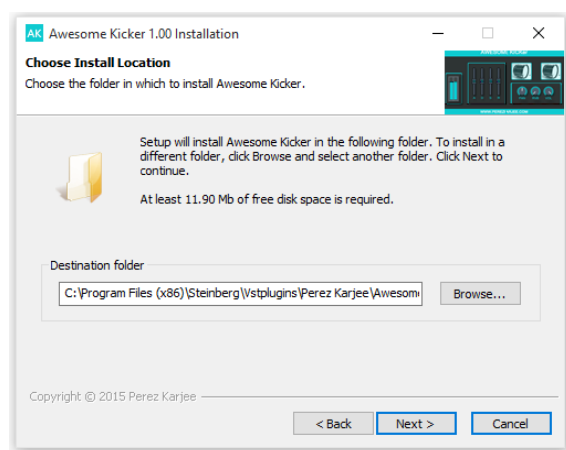 AK Awesome Kicker 1.00 Installation
Choose Install Location
Choose the folder in which to install Awesome Kicker.
Setup will install Awesome Kicker in the following folder. To install in a
different folder, click Browse and select another folder. Click Next to
continue.
At least 11.90 Mb of free disk space is required.
Destination folder
C:\Program Files (x86)\Steinberg\Vstplugins\Perez Karjee\Awesom
Browse...
Copyright © 2015 Perez Karjee
< Back Next > Cancel